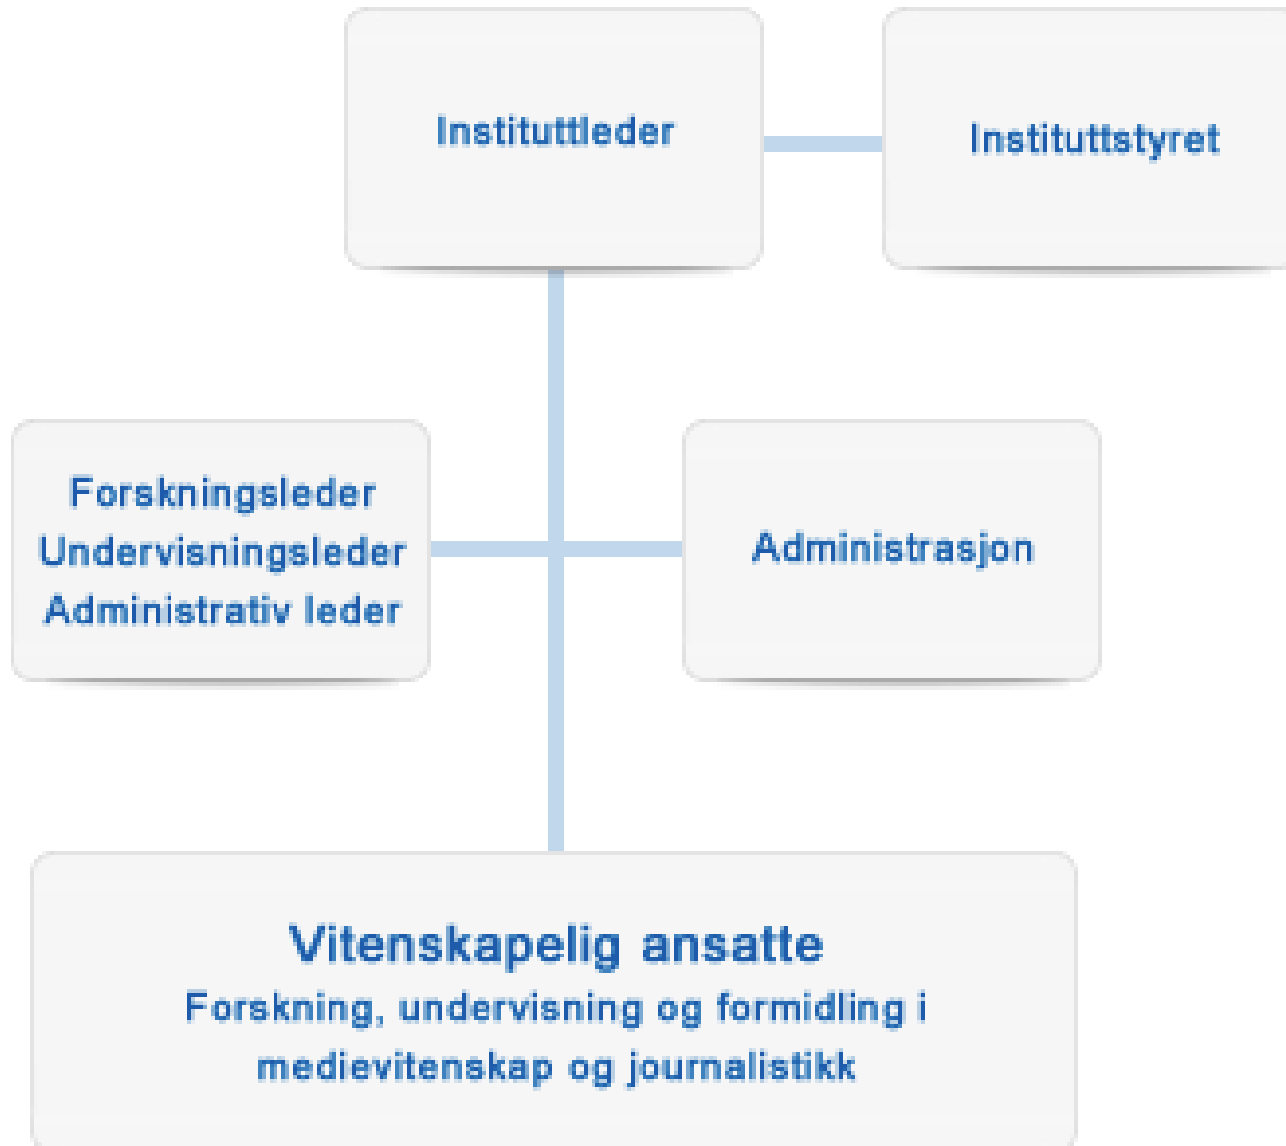 Instituttleder
Instituttstyret
Forskningsleder
Undervisningsleder
Administrativ leder
Administrasjon
Vitenskapelig ansatte
Forskning, undervisning og formidling i
medievitenskap og journalistikk